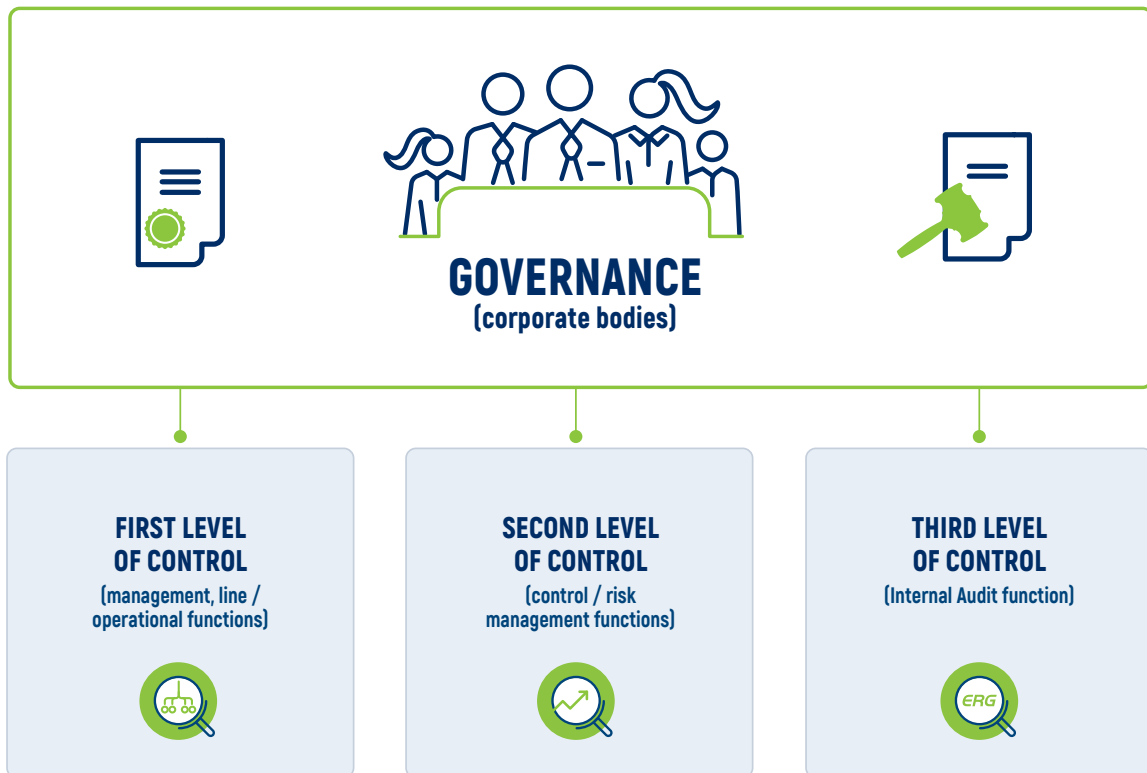 GOVERNANCE
(corporate bodies)
FIRST LEVEL
OF CONTROL
(management, line /
operational functions)
SECOND LEVEL
OF CONTROL
(control / risk
management functions)
THIRD LEVEL
OF CONTROL
(Internal Audit function)
ERG